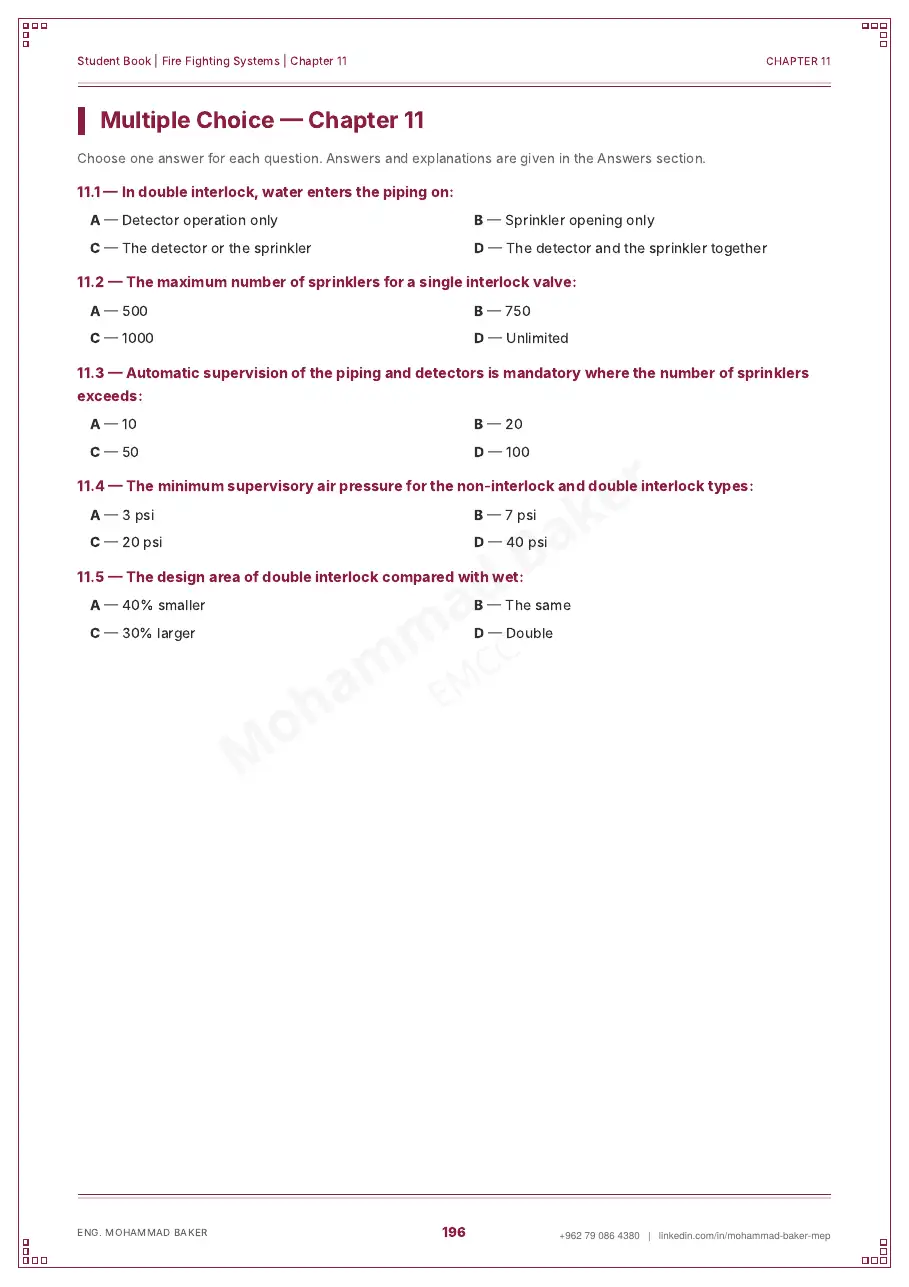 Student Book | Fire Fighting Systems | Chapter 11
CHAPTER 11
Multiple Choice — Chapter 11
Choose one answer for each question. Answers and explanations are given in the Answers section.
11.1 — In double interlock, water enters the piping on:
A — Detector operation only
B — Sprinkler opening only
C — The detector or the sprinkler
D — The detector and the sprinkler together
11.2 — The maximum number of sprinklers for a single interlock valve:
A — 500
B — 750
C — 1000
D — Unlimited
11.3 — Automatic supervision of the piping and detectors is mandatory where the number of sprinklers
exceeds:
A — 10
B — 20
C — 50
D — 100
11.4 — The minimum supervisory air pressure for the non-interlock and double interlock types:
A — 3 psi
B — 7 psi
C — 20 psi
D — 40 psi
11.5 — The design area of double interlock compared with wet:
A — 40% smaller
B — The same
C — 30% larger
D — Double
Mohammad Baker
EMCC
ENG. MOHAMMAD BAKER
196
+962 79 086 4380 | linkedin.com/in/mohammad-baker-mep